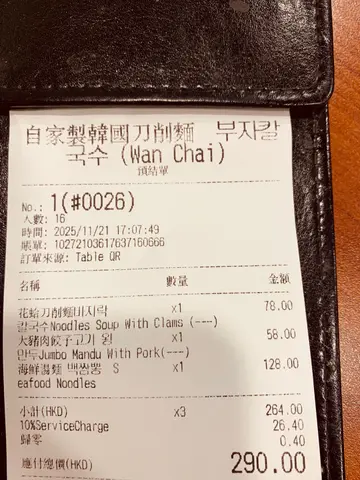 自家製韓國刀削麵 부자칼
국수 (Wan Chai)
預結單
No.: 1(#0026)
人數: 16
時間: 2025/11/21 17:07:49
賬單: 10272103617637160666
訂單來源: Table QR
名稱 數量 金額
花蛤刀削麵바지락 x1 78.00
칼국수Noodles Soup With Clams (---)
大豬肉餃子고기 왕 x1 58.00
만두Jumbo Mandu With Pork(---)
海鮮湯麵 백짬뽕 S x1 128.00
eafood Nondles
小計(HKD) x3 264.00
10%ServiceCharge 26.40
歸零 0.40
應付總價(HKD) 290.00